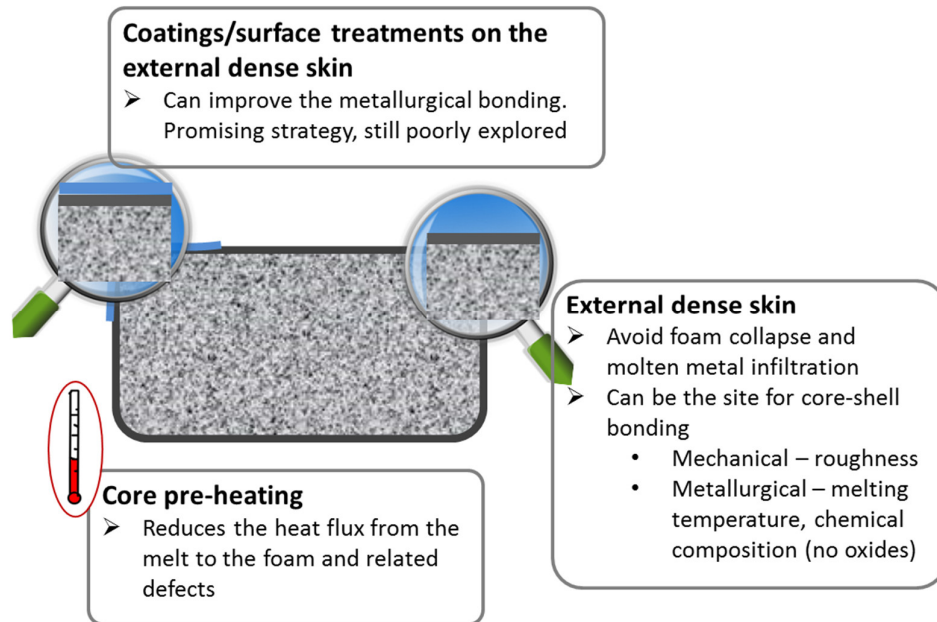 Coatings/surface treatments on the
external dense skin
➢ Can improve the metallurgical bonding.
Promising strategy, still poorly explored
External dense skin
➢ Avoid foam collapse and
molten metal infiltration
➢ Can be the site for core-shell
bonding
• Mechanical – roughness
• Metallurgical – melting
temperature, chemical
composition (no oxides)
Core pre-heating
➢ Reduces the heat flux from the
melt to the foam and related
defects